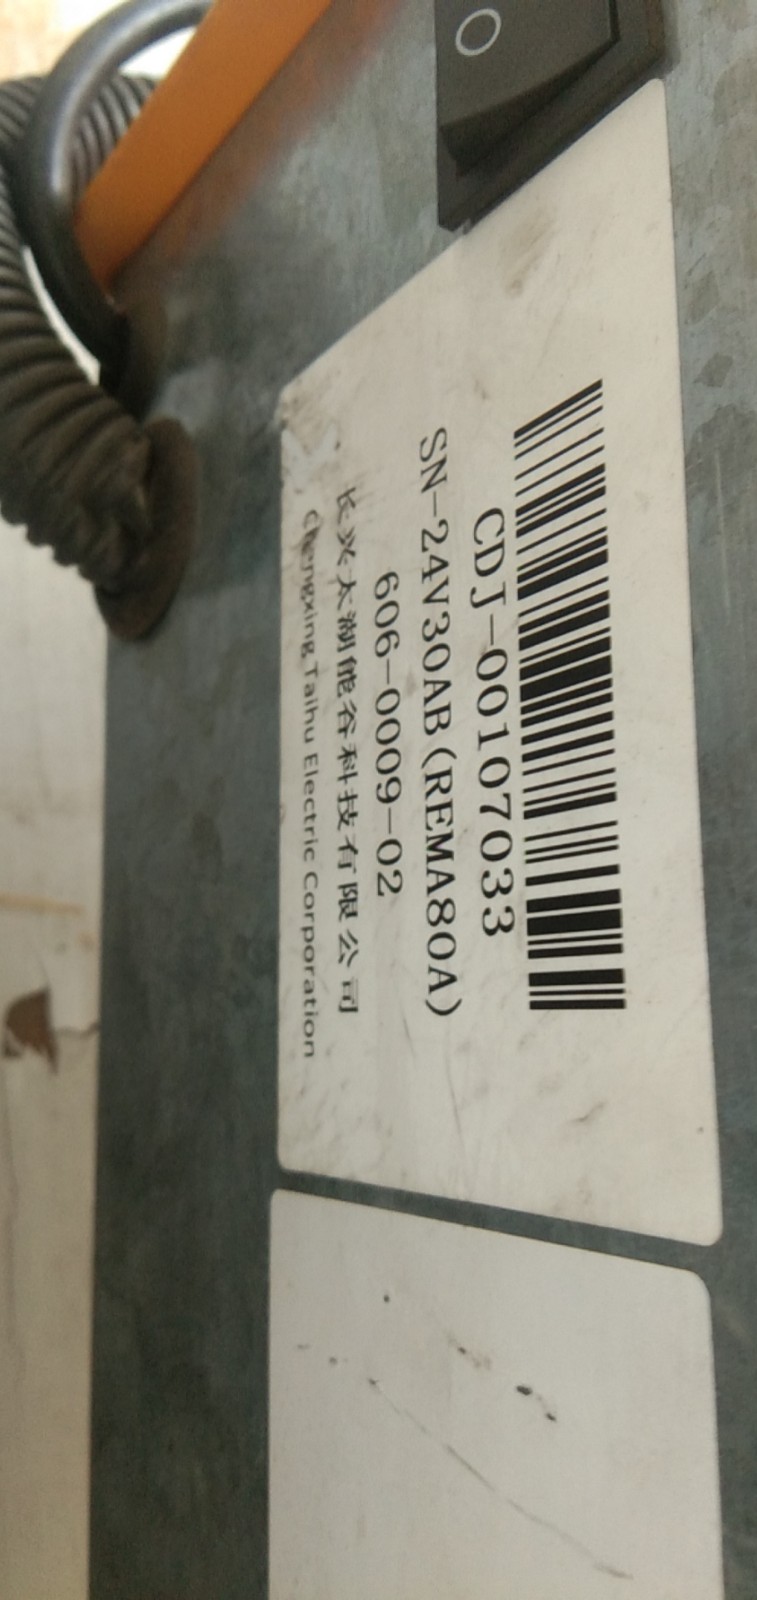 CDJ-00107033
SN-24V30AB(REMA80A)
606-0009-02
长兴太湖能谷科技有限公司
Chengxing Taihu Electric Corporation